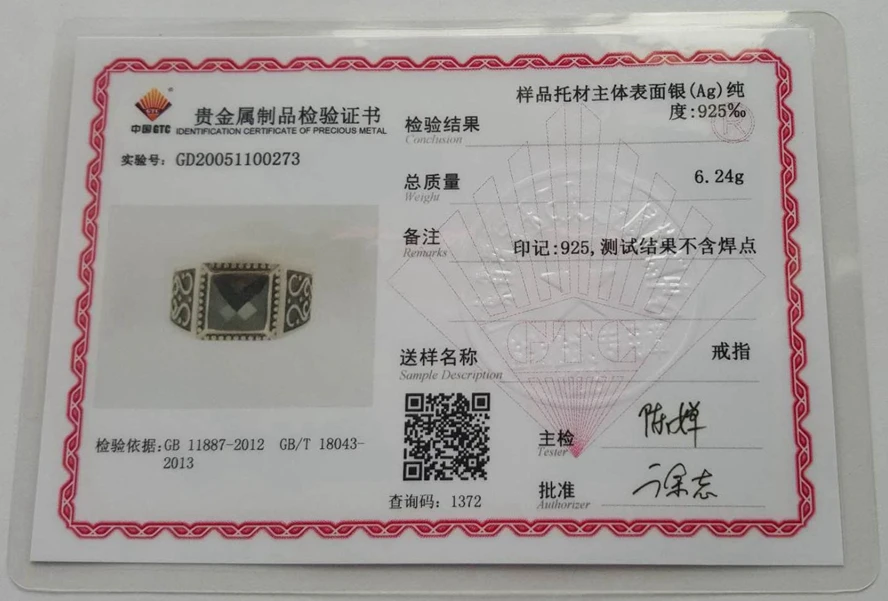 中国GTC
贵金属制品检验证书
IDENTIFICATION CERTIFICATE OF PRECIOUS METAL
实验号: GD20051100273
检验依据:GB 11887-2012 GB/T 18043-
2013
检验结果
Conclusion
样品托材主体表面银(Ag)纯
度:925‰
总质量
Weight
6.24g
备注
Remarks
印记:925,测试结果不含焊点
GTC
送样名称
Sample Description
戒指
查询码: 1372
主检
Tester
批准
Authorizer